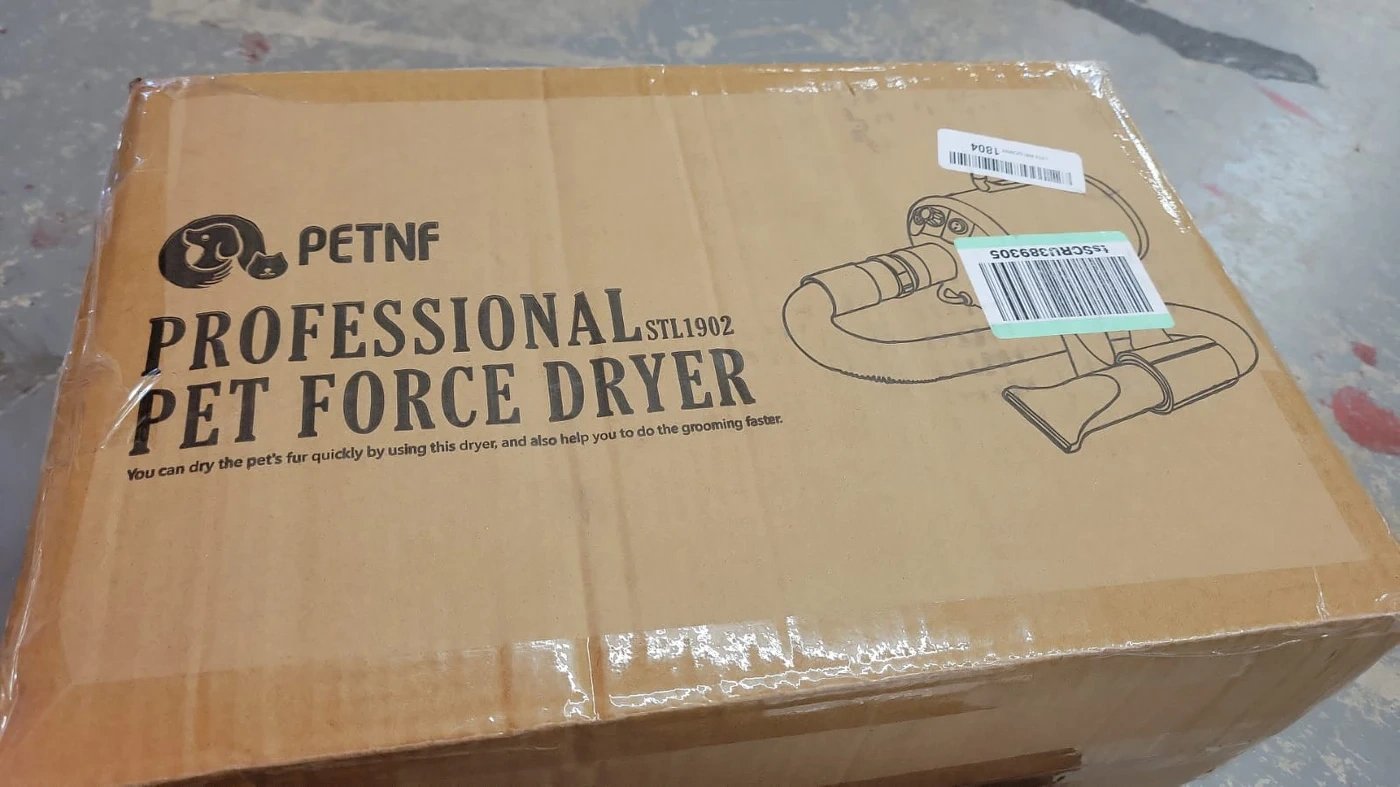 PETNF
PROFESSIONAL STL1902
PET FORCE DRYER
You can dry the pet's fur quickly by using this dryer, and also help you to do the grooming faster.
1804
tsSCRU389305